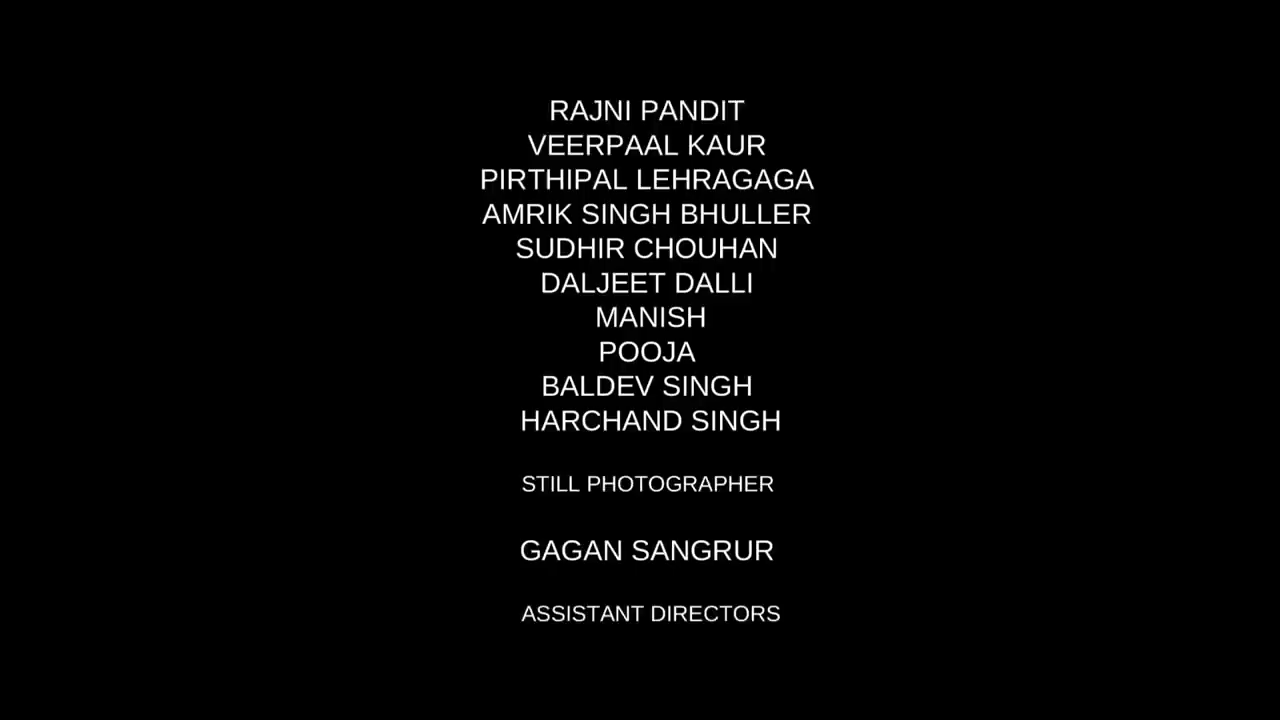 RAJNI PANDIT
VEERPAAL KAUR
PIRTHIPAL LEHRAGAGA
AMRIK SINGH BHULLER
SUDHIR CHOUHAN
DALJEET DALLI
MANISH
POOJA
BALDEV SINGH
HARCHAND SINGH
STILL PHOTOGRAPHER
GAGAN SANGRUR
ASSISTANT DIRECTORS